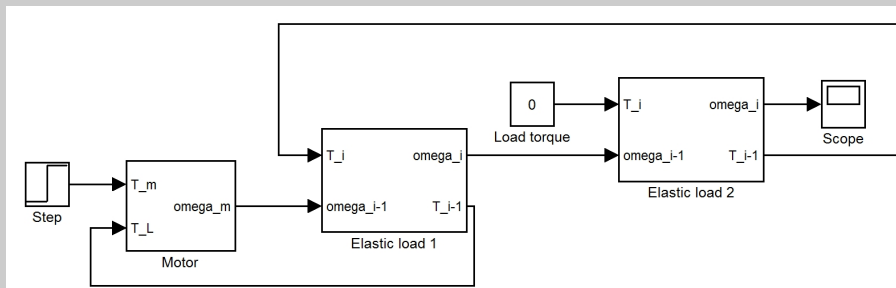 0
Load torque
T_i
omega_i
omega_i-1
T_i-1
Elastic load 2
Scope
T_i
omega_i
omega_i-1
T_i-1
Elastic load 1
Step
T_m
omega_m
T_L
Motor